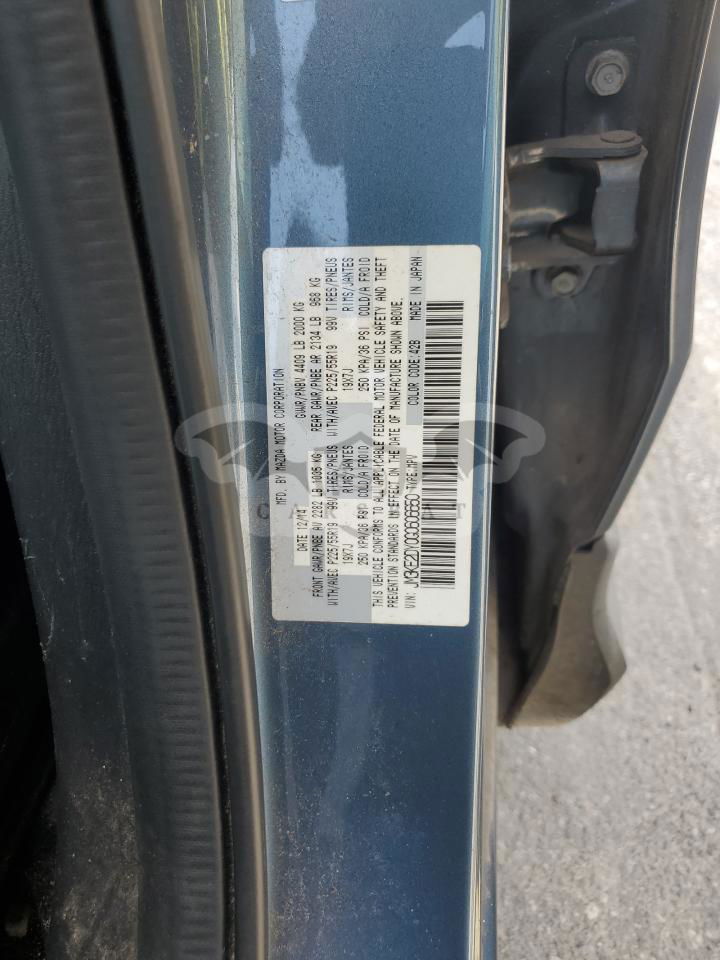 MFD. BY MAZDA MOTOR CORPORATION
DATE 12/14 GVWR/PNBV 4409 LB 2000 KG
FRONT GAWR/PNBE AV 2282 LB 1035 KG REAR GAWR/PNBE AR 2134 LB 968 KG
WITH/AVEC P225/55R19 99V TIRES/PNEUS WITH/AVEC P225/55R19 99V TIRES/PNEUS
19X7J RIMS/JANTES 19X7J RIMS/JANTES
250 KPA/36 PSI COLD/A FROID 250 KPA/36 PSI COLD/A FROID
THIS VEHICLE CONFORMS TO ALL APPLICABLE FEDERAL MOTOR VEHICLE SAFETY AND THEFT
PREVENTION STANDARDS IN EFFECT ON THE DATE OF MANUFACTURE SHOWN ABOVE.
VIN: TYPE:MPV COLOR CODE:42B MADE IN JAPAN